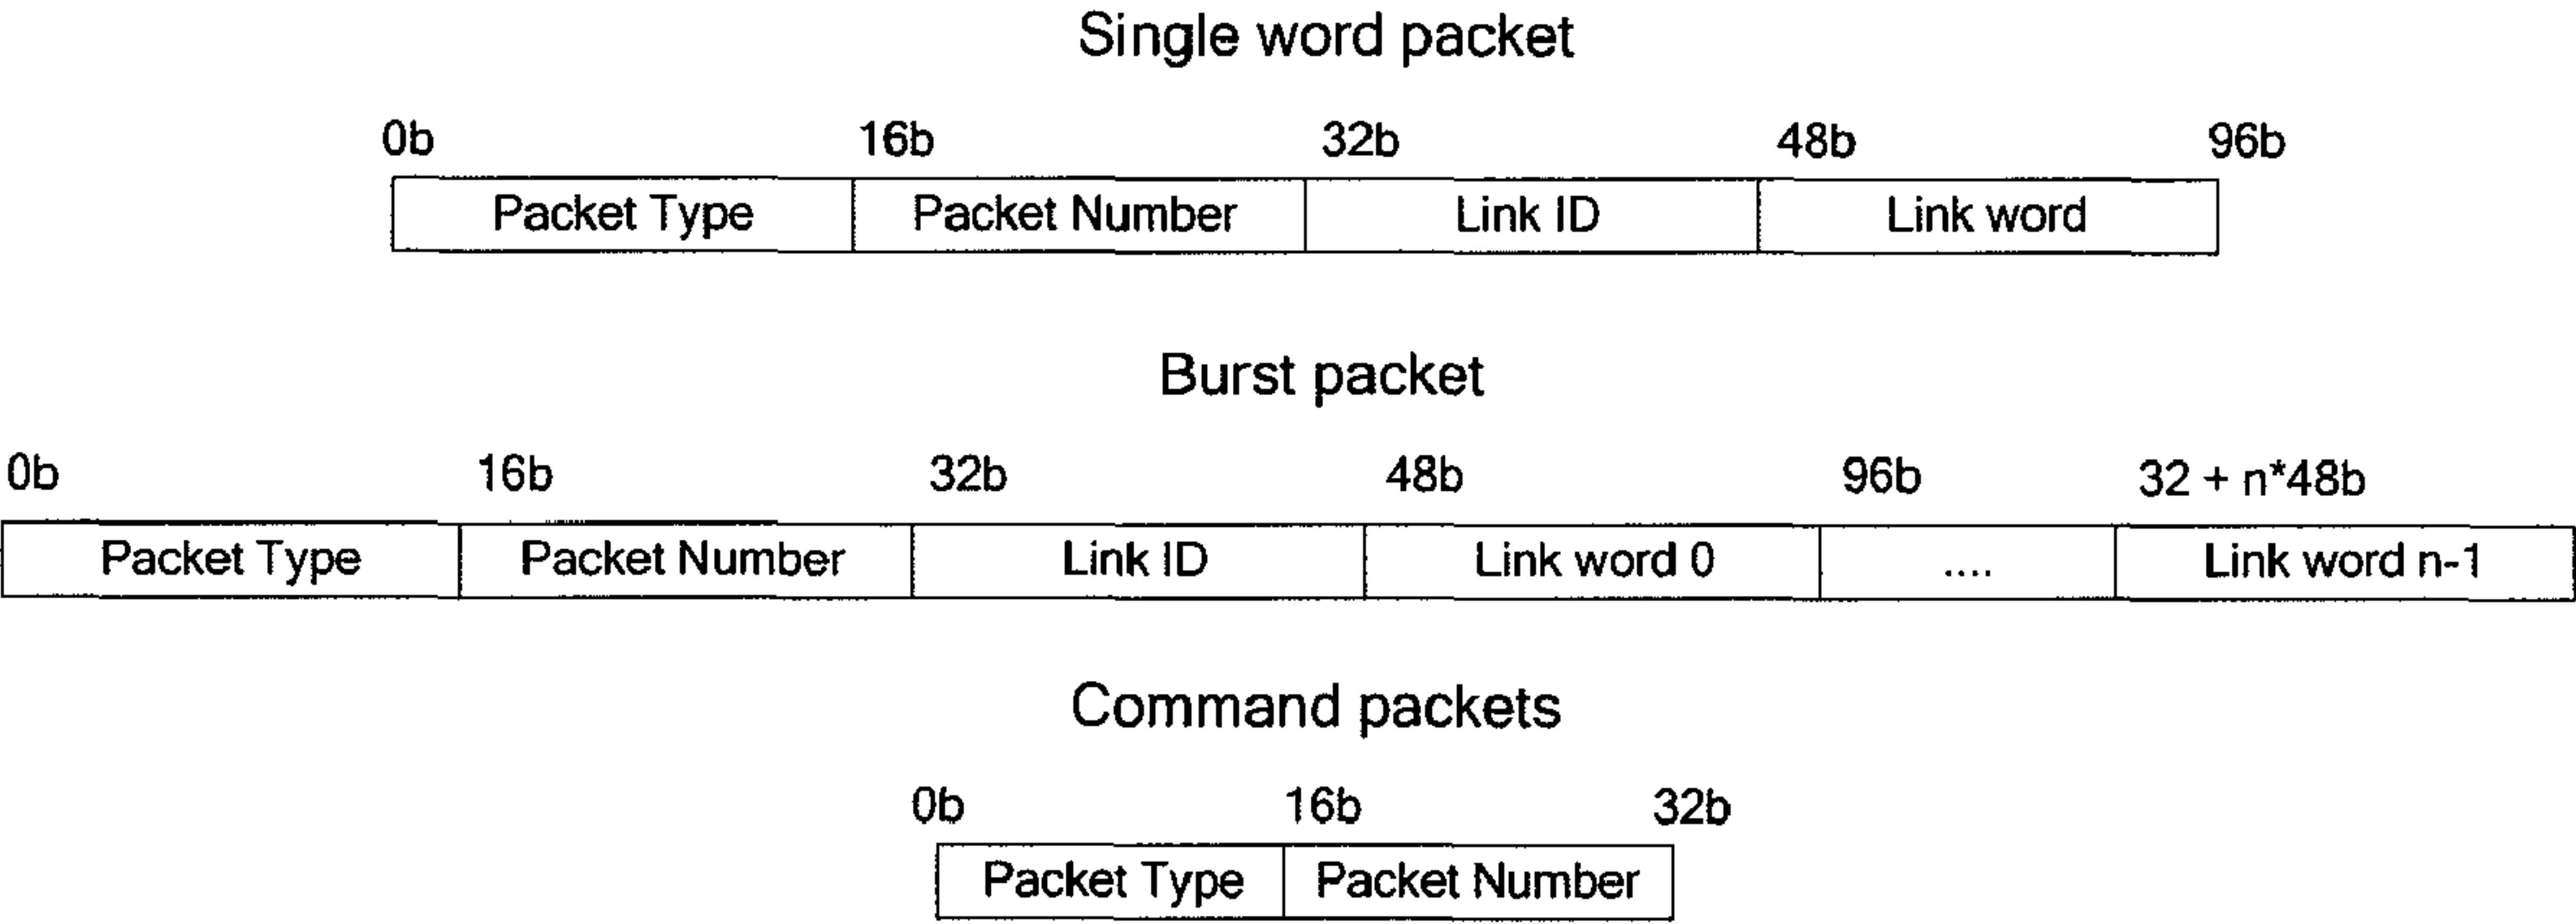 Single word packet
0b 16b 32b 48b 96b
Packet Type Packet Number Link ID Link word
Burst packet
0b 16b 32b 48b 96b 32 + n*48b
Packet Type Packet Number Link ID Link word 0 .... Link word n-1
Command packets
0b 16b 32b
Packet Type Packet Number